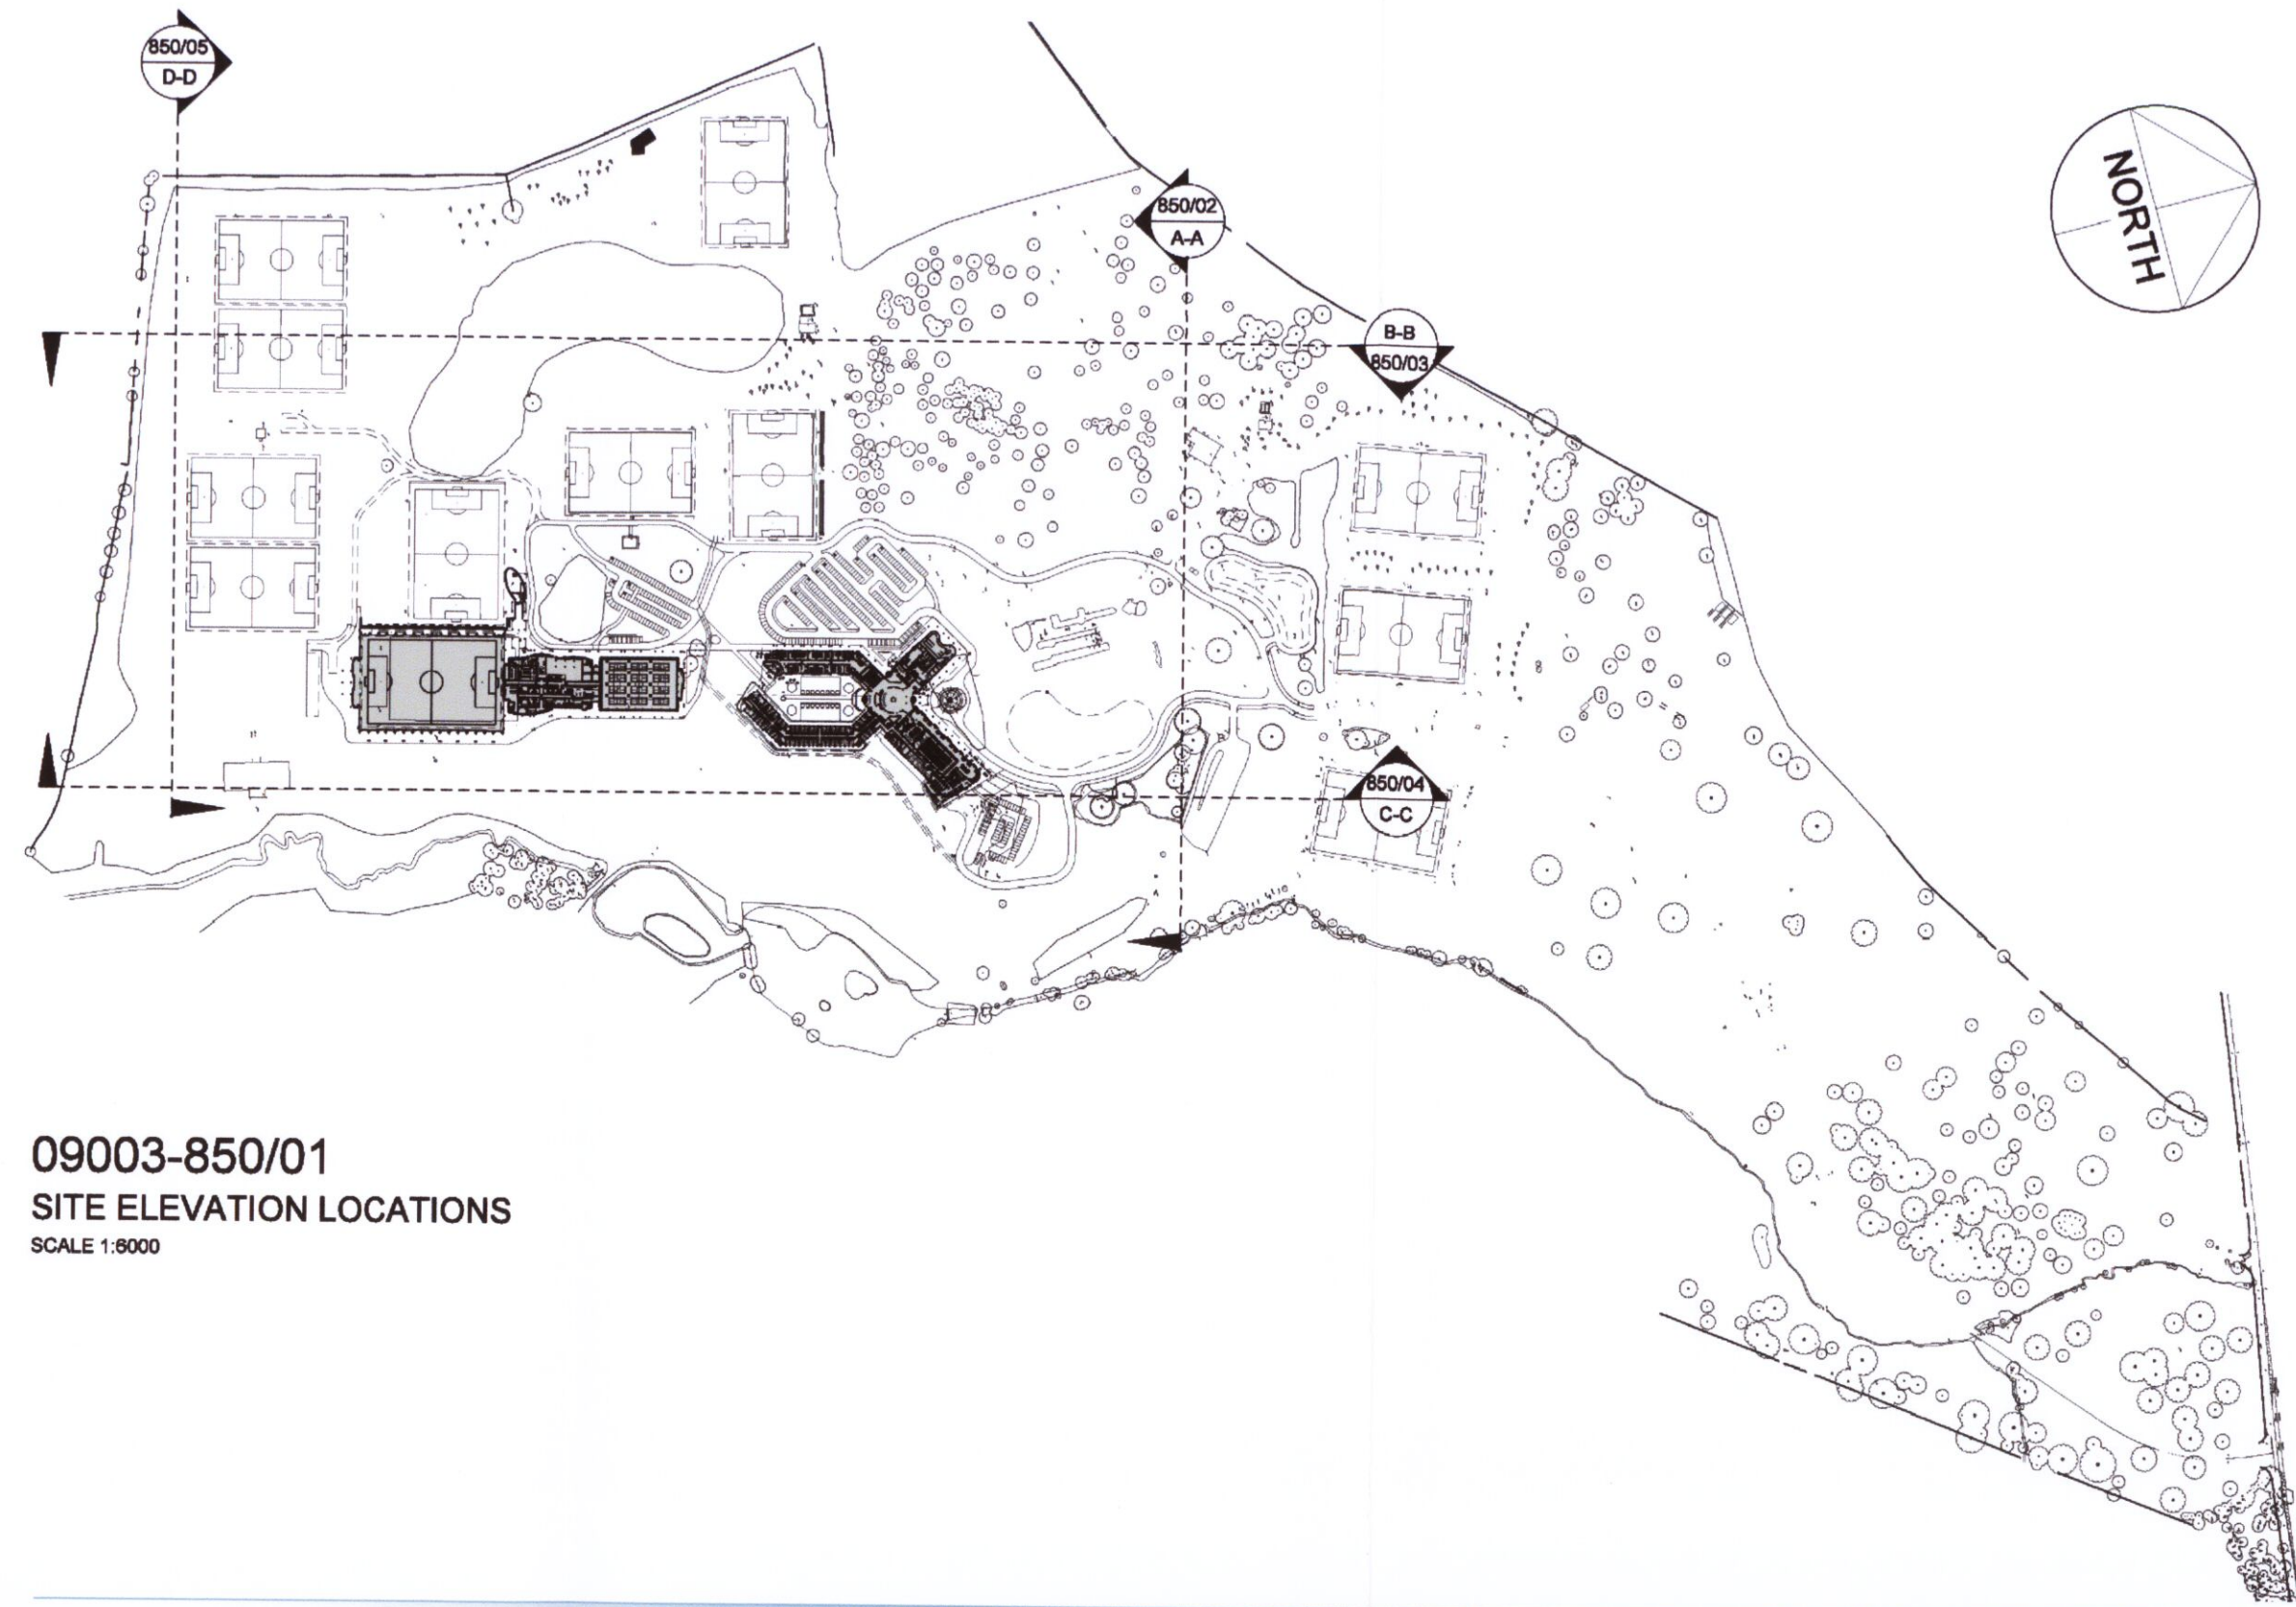 850/05
D-D
850/02
A-A
NORTH
B-B
850/03
850/04
C-C
09003-850/01
SITE ELEVATION LOCATIONS
SCALE 1:6000